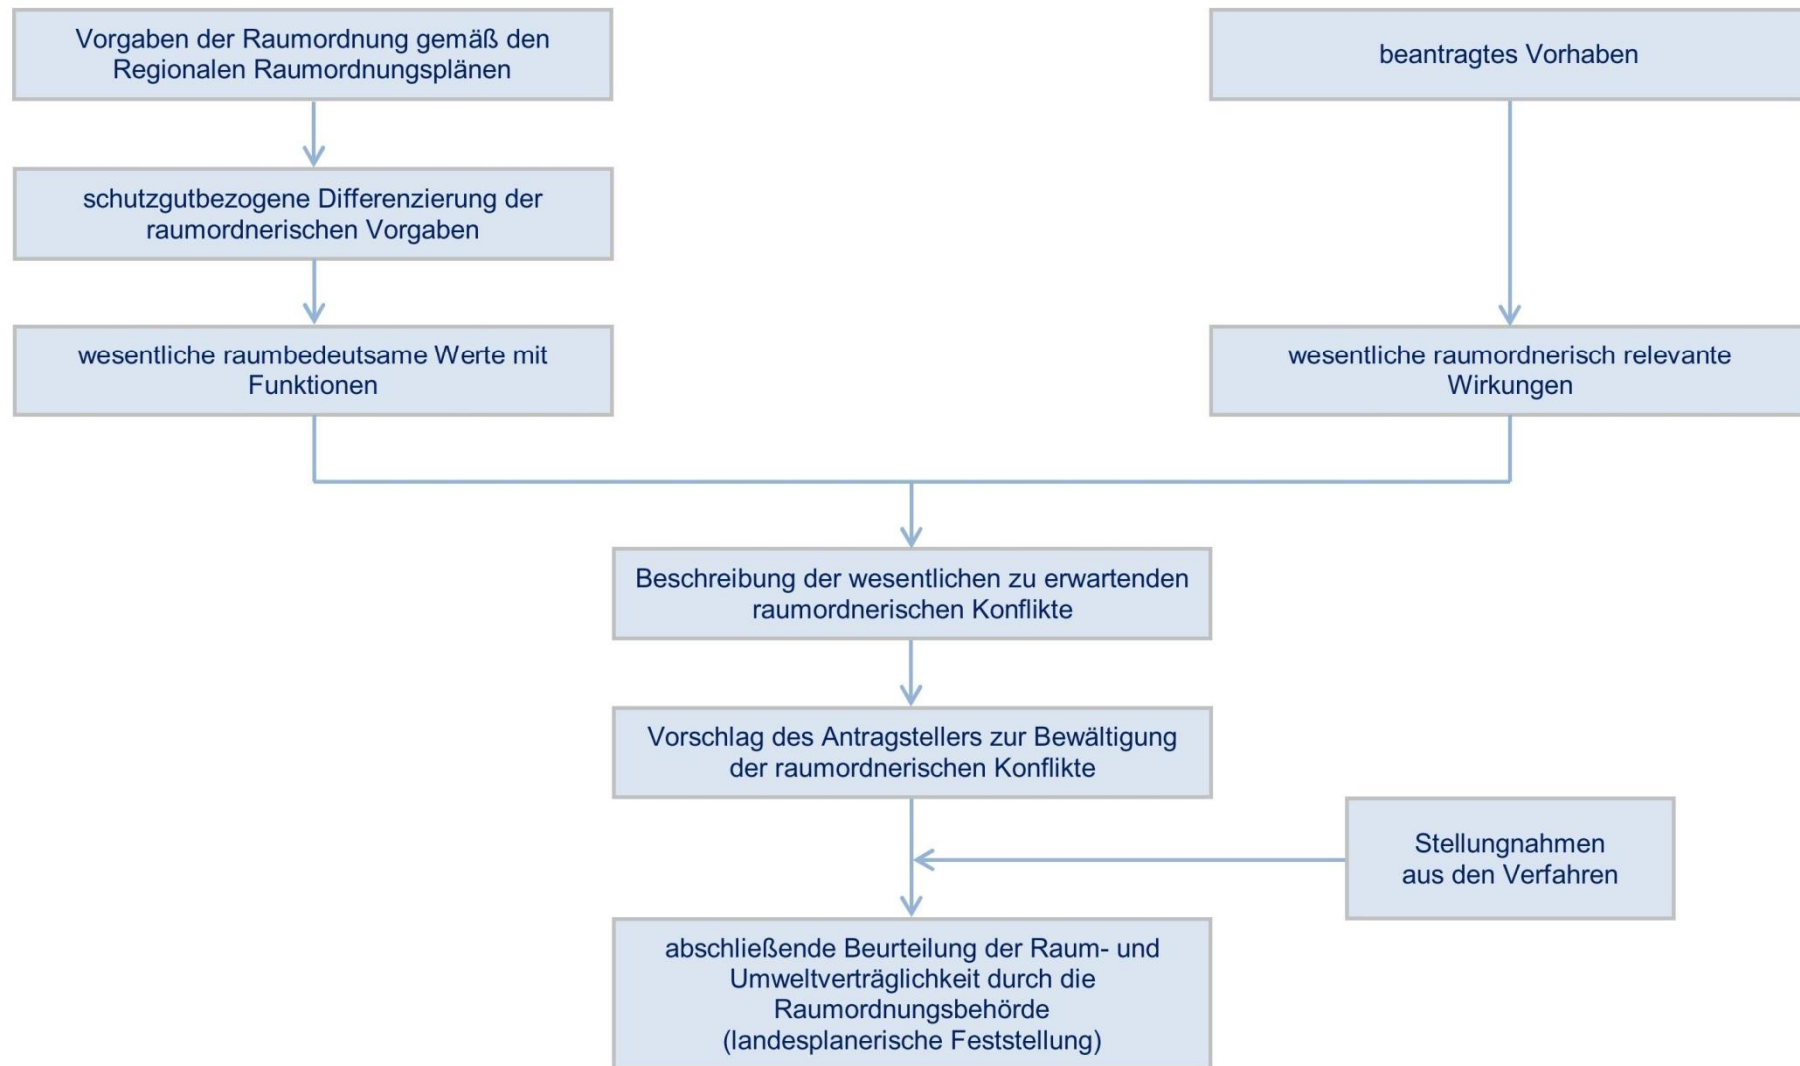 Vorgaben der Raumordnung gemäß den
Regionalen Raumordnungsplänen
beantragtes Vorhaben
schutzgutbezogene Differenzierung der
raumordnerischen Vorgaben
wesentliche raumbedeutsame Werte mit
Funktionen
wesentliche raumordnerisch relevante
Wirkungen
Beschreibung der wesentlichen zu erwartenden
raumordnerischen Konflikte
Vorschlag des Antragstellers zur Bewältigung
der raumordnerischen Konflikte
Stellungnahmen
aus den Verfahren
abschließende Beurteilung der Raum- und
Umweltverträglichkeit durch die
Raumordnungsbehörde
(landesplanerische Feststellung)